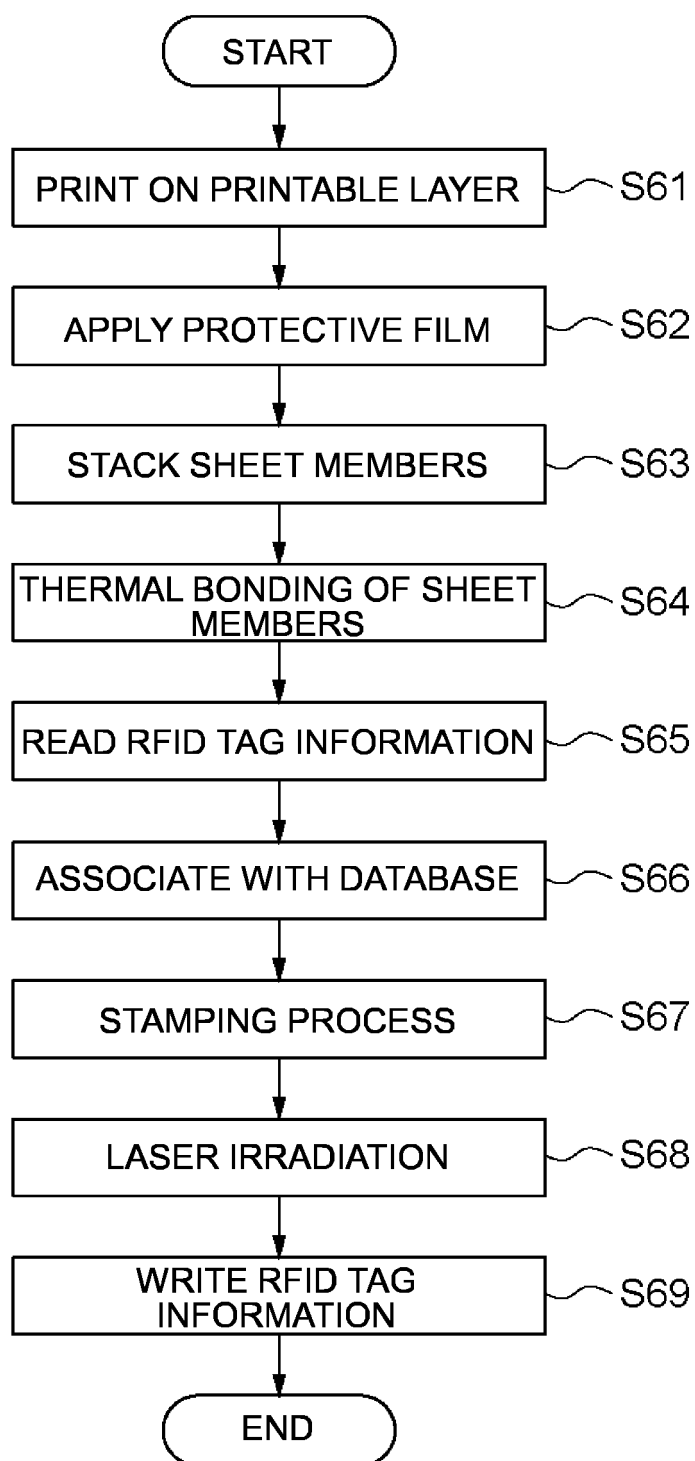 START
PRINT ON PRINTABLE LAYER
S61
APPLY PROTECTIVE FILM
S62
STACK SHEET MEMBERS
S63
THERMAL BONDING OF SHEET
MEMBERS
S64
READ RFID TAG INFORMATION
S65
ASSOCIATE WITH DATABASE
S66
STAMPING PROCESS
S67
LASER IRRADIATION
S68
WRITE RFID TAG
INFORMATION
S69
END